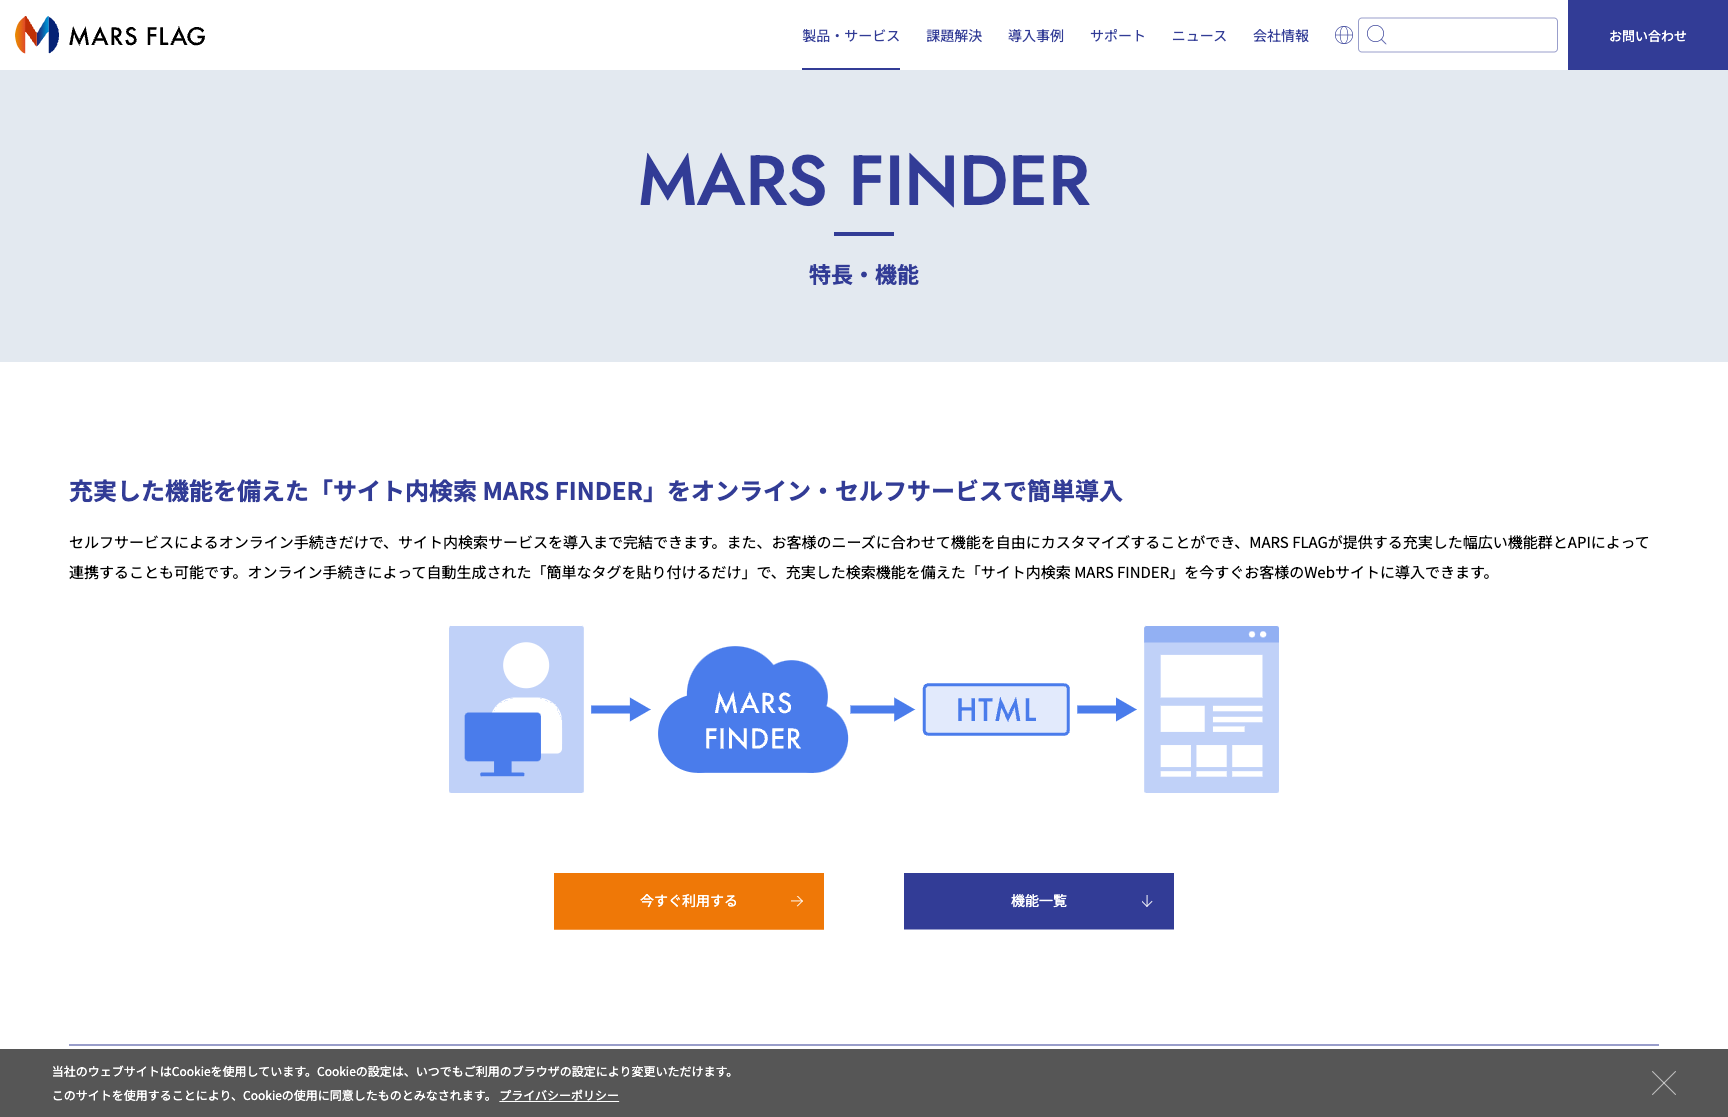 MARS FLAG
製品・サービス 課題解決 導入事例 サポート ニュース 会社情報 お問い合わせ
MARS FINDER
特長・機能
充実した機能を備えた「サイト内検索 MARS FINDER」をオンライン・セルフサービスで簡単導入
セルフサービスによるオンライン手続きだけで、サイト内検索サービスを導入まで完結できます。また、お客様のニーズに合わせて機能を自由にカスタマイズすることができ、MARS FLAGが提供する充実した幅広い機能群とAPIによって
連携することも可能です。オンライン手続きによって自動生成された「簡単なタグを貼り付けるだけ」で、充実した検索機能を備えた「サイト内検索 MARS FINDER」を今すぐお客様のWebサイトに導入できます。
MARS
FINDER
HTML
今すぐ利用する
機能一覧
当社のウェブサイトはCookieを使用しています。Cookieの設定は、いつでもご利用のブラウザの設定により変更いただけます。
このサイトを使用することにより、Cookieの使用に同意したものとみなされます。 プライバシーポリシー